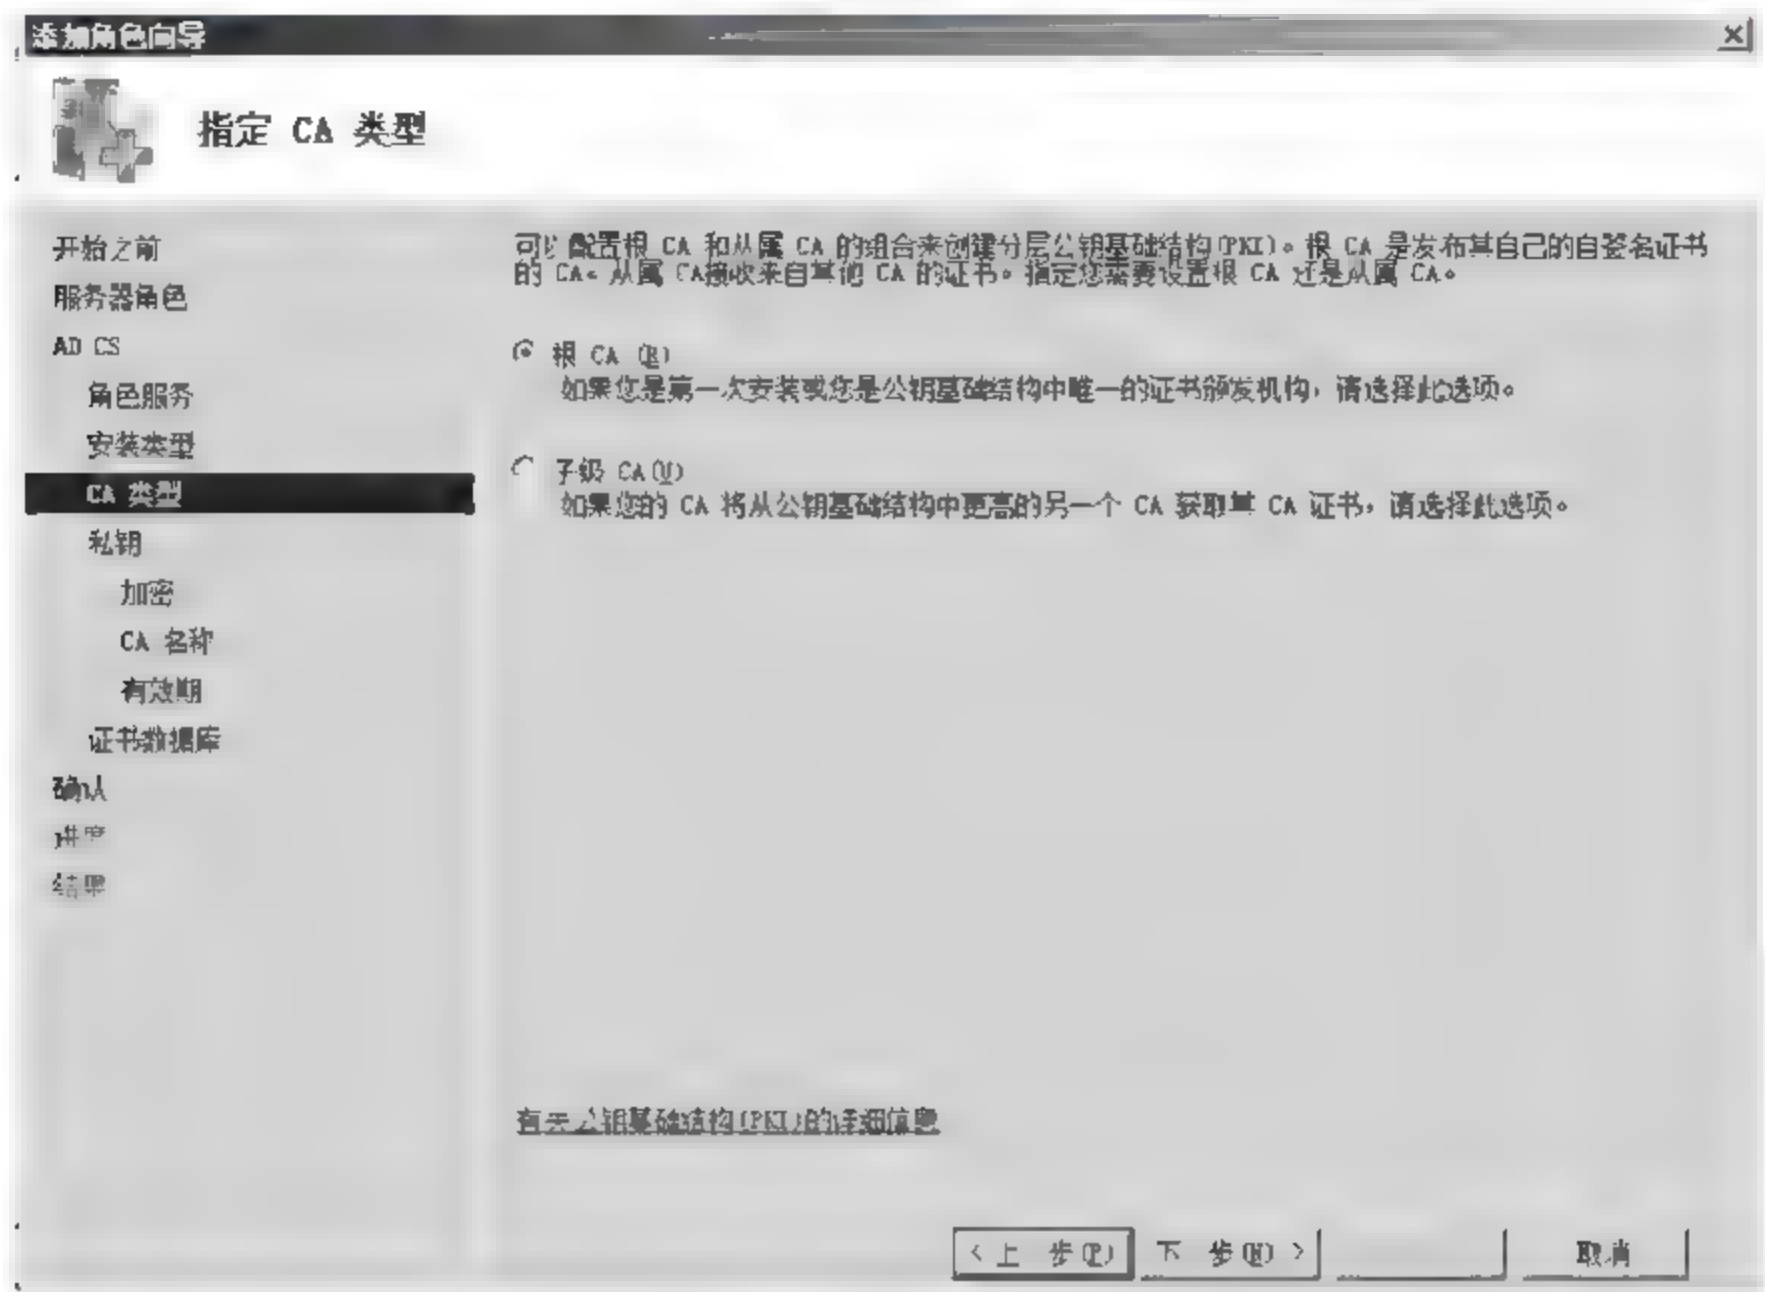 添加角色向导
指定 CA 类型
开始之前
服务器角色
AD CS
角色服务
安装类型
CA 类型
私钥
加密
CA 名称
有效期
证书数据库
确认
进度
结果
可以配置根 CA 和从属 CA 的组合来创建分层公钥基础结构(PKI)。根 CA 是发布其自己的自签名证书
的 CA。从属 CA接收来自其他 CA 的证书。指定您需要设置根 CA 还是从属 CA。
根 CA (R)
如果您是第一次安装或您是公钥基础结构中唯一的证书颁发机构，请选择此选项。
子级 CA(U)
如果您的 CA 将从公钥基础结构中更高的另一个 CA 获取其 CA 证书，请选择此选项。
有关公钥基础结构(PKI)的详细信息
< 上一步(P) 下一步(N) > 取消